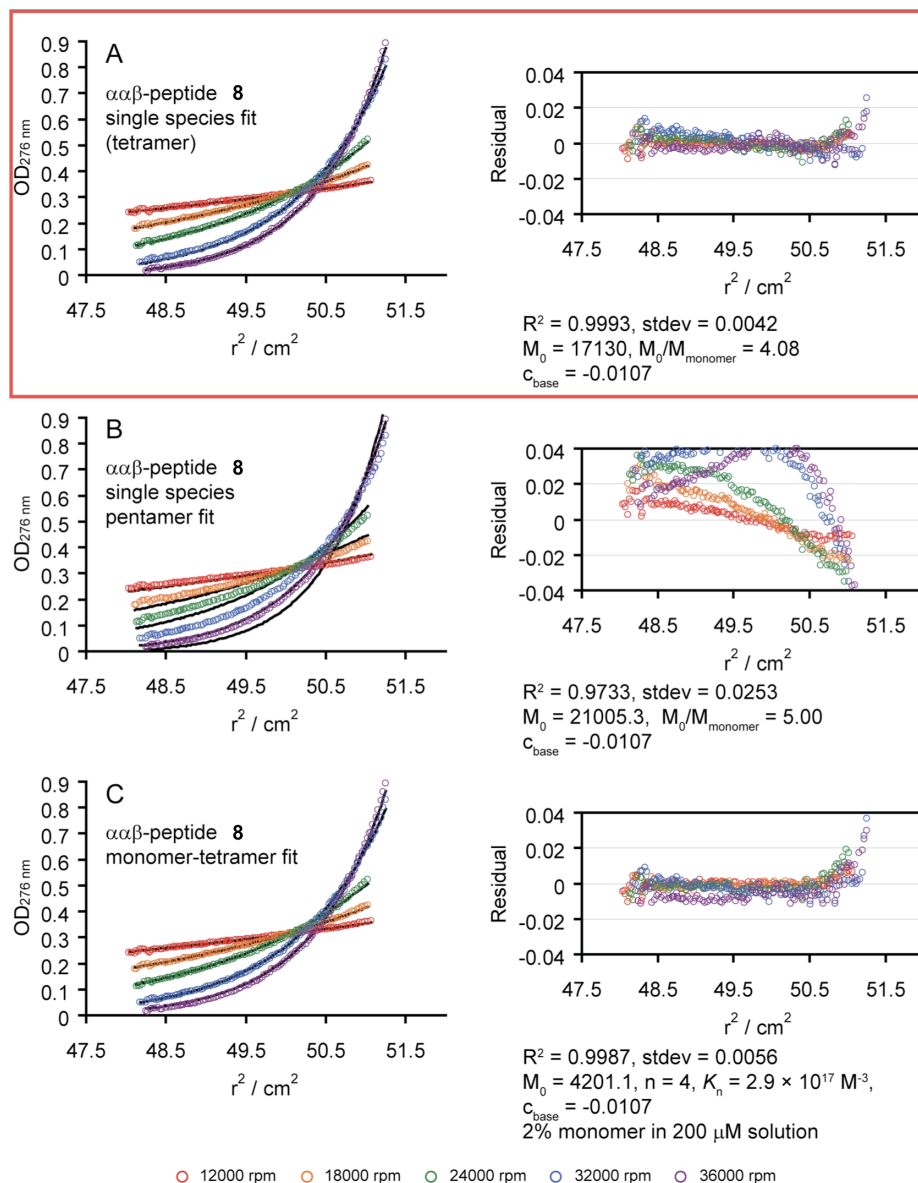 A
ααβ-peptide 8
single species fit
(tetramer)
OD276 nm
0.9
0.8
0.7
0.6
0.5
0.4
0.3
0.2
0.1
0
47.5 48.5 49.5 50.5 51.5
r² / cm²
Residual
0.04
0.02
0
-0.02
-0.04
47.5 48.5 49.5 50.5 51.5
r² / cm²
R² = 0.9993, stdev = 0.0042
M₀ = 17130, M₀/Mmonomer = 4.08
cbase = -0.0107
B
ααβ-peptide 8
single species
pentamer fit
OD276 nm
0.9
0.8
0.7
0.6
0.5
0.4
0.3
0.2
0.1
0
47.5 48.5 49.5 50.5 51.5
r² / cm²
Residual
0.04
0.02
0
-0.02
-0.04
47.5 48.5 49.5 50.5 51.5
r² / cm²
R² = 0.9733, stdev = 0.0253
M₀ = 21005.3, M₀/Mmonomer = 5.00
cbase = -0.0107
C
ααβ-peptide 8
monomer-tetramer fit
OD276 nm
0.9
0.8
0.7
0.6
0.5
0.4
0.3
0.2
0.1
0
47.5 48.5 49.5 50.5 51.5
r² / cm²
Residual
0.04
0.02
0
-0.02
-0.04
47.5 48.5 49.5 50.5 51.5
r² / cm²
R² = 0.9987, stdev = 0.0056
M₀ = 4201.1, n = 4, Kn = 2.9 × 10¹⁷ M⁻³,
cbase = -0.0107
2% monomer in 200 μM solution
12000 rpm 18000 rpm 24000 rpm 32000 rpm 36000 rpm